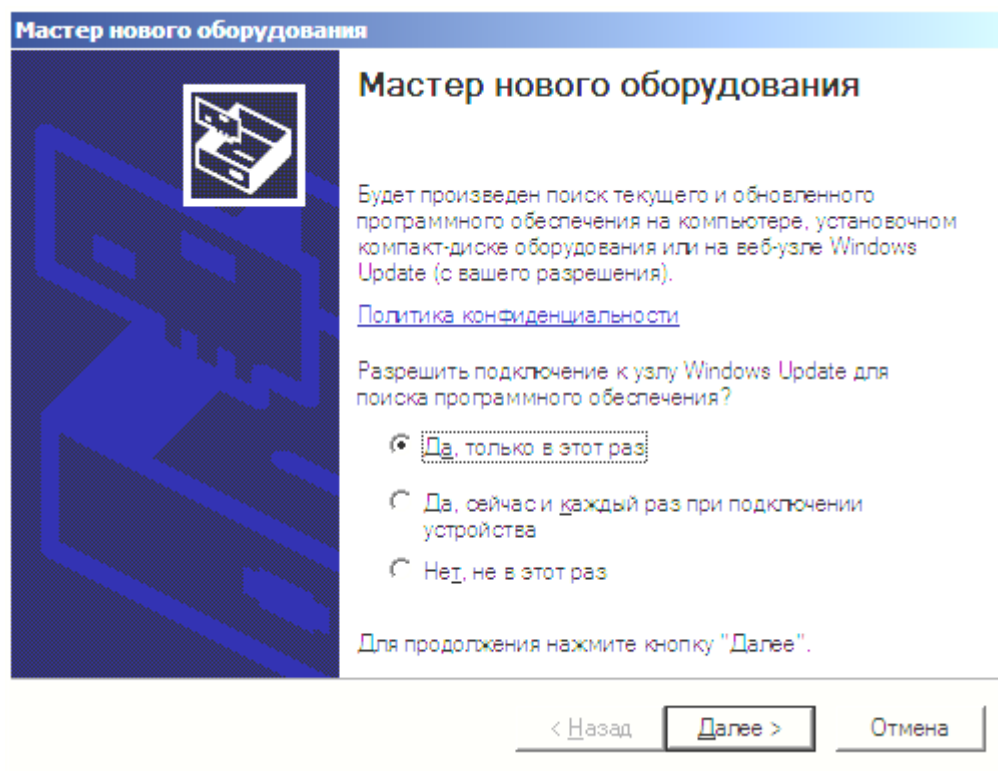 Мастер нового оборудования
Мастер нового оборудования
Будет произведен поиск текущего и обновленного
программного обеспечения на компьютере, установочном
компакт-диске оборудования или на веб-узле Windows
Update (с вашего разрешения).
Политика конфиденциальности
Разрешить подключение к узлу Windows Update для
поиска программного обеспечения?
Да, только в этот раз
Да, сейчас и каждый раз при подключении
устройства
Нет, не в этот раз
Для продолжения нажмите кнопку "Далее".
< Назад   Далее >   Отмена